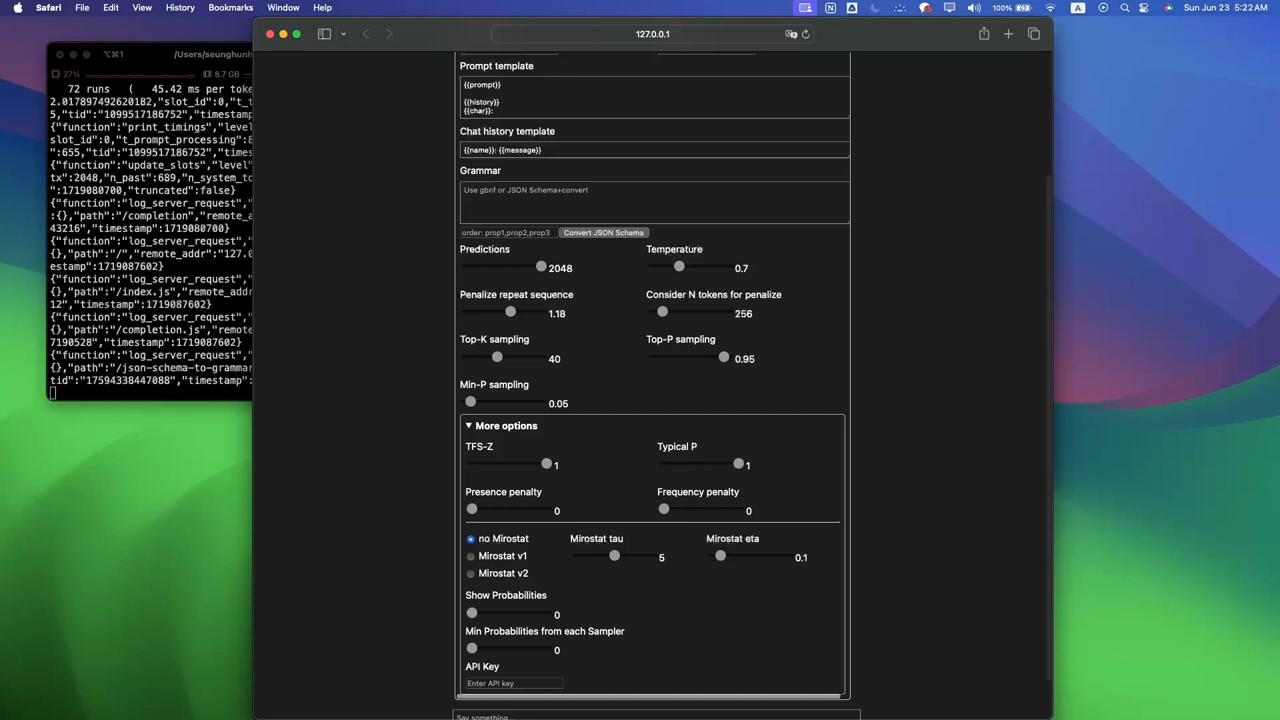 Safari File Edit View History Bookmarks Window Help
100% A Sun Jun 23 5:22 AM
⌥⌘1 /Users/seunghunh
27% 8.7 GB
72 runs ( 45.42 ms per toke
2.017897492620182,"slot_id":0,"t_t
5,"tid":"1099517186752","timestamp
{"function":"print_timings","level
slot_id":0,"t_prompt_processing":8
":655,"tid":"1099517186752","times
{"function":"update_slots","level
tx":2048,"n_past":689,"n_system_to
":1719080700,"truncated":false}
{"function":"log_server_request","
:{},"path":"/completion","remote_a
43216","timestamp":1719080700}
{"function":"log_server_request","
{},"path":"/","remote_addr":"127.0
estamp":1719087602}
{"function":"log_server_request","
},"path":"/index.js","remote_addr
12","timestamp":1719087602}
{"function":"log_server_request","
},"path":"/completion.js","remote
7190528","timestamp":1719087602}
{"function":"log_server_request","
},"path":"/json-schema-to-grammar
tid":"17594338447088","timestamp":
127.0.0.1
Prompt template
{{prompt}}
{{history}}
{{char}}:
Chat history template
{{name}}: {{message}}
Grammar
Use gbnf or JSON Schema+convert
order: prop1,prop2,prop3 Convert JSON Schema
Predictions Temperature
2048 0.7
Penalize repeat sequence Consider N tokens for penalize
1.18 256
Top-K sampling Top-P sampling
40 0.95
Min-P sampling
0.05
▼ More options
TFS-Z Typical P
1 1
Presence penalty Frequency penalty
0 0
no Mirostat Mirostat tau Mirostat eta
Mirostat v1 5 0.1
Mirostat v2
Show Probabilities
0
Min Probabilities from each Sampler
0
API Key
Enter API key
Say something...